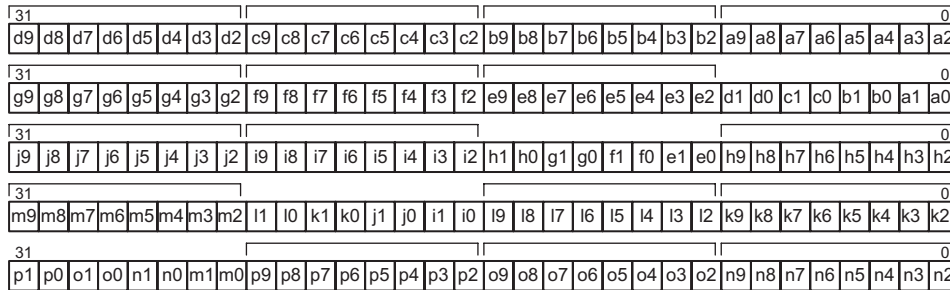 31 0
d9 d8 d7 d6 d5 d4 d3 d2 c9 c8 c7 c6 c5 c4 c3 c2 b9 b8 b7 b6 b5 b4 b3 b2 a9 a8 a7 a6 a5 a4 a3 a2
31 0
g9 g8 g7 g6 g5 g4 g3 g2 f9 f8 f7 f6 f5 f4 f3 f2 e9 e8 e7 e6 e5 e4 e3 e2 d1 d0 c1 c0 b1 b0 a1 a0
31 0
j9 j8 j7 j6 j5 j4 j3 j2 i9 i8 i7 i6 i5 i4 i3 i2 h1 h0 g1 g0 f1 f0 e1 e0 h9 h8 h7 h6 h5 h4 h3 h2
31 0
m9 m8 m7 m6 m5 m4 m3 m2 l1 l0 k1 k0 j1 j0 i1 i0 l9 l8 l7 l6 l5 l4 l3 l2 k9 k8 k7 k6 k5 k4 k3 k2
31 0
p1 p0 o1 o0 n1 n0 m1 m0 p9 p8 p7 p6 p5 p4 p3 p2 o9 o8 o7 o6 o5 o4 o3 o2 n9 n8 n7 n6 n5 n4 n3 n2